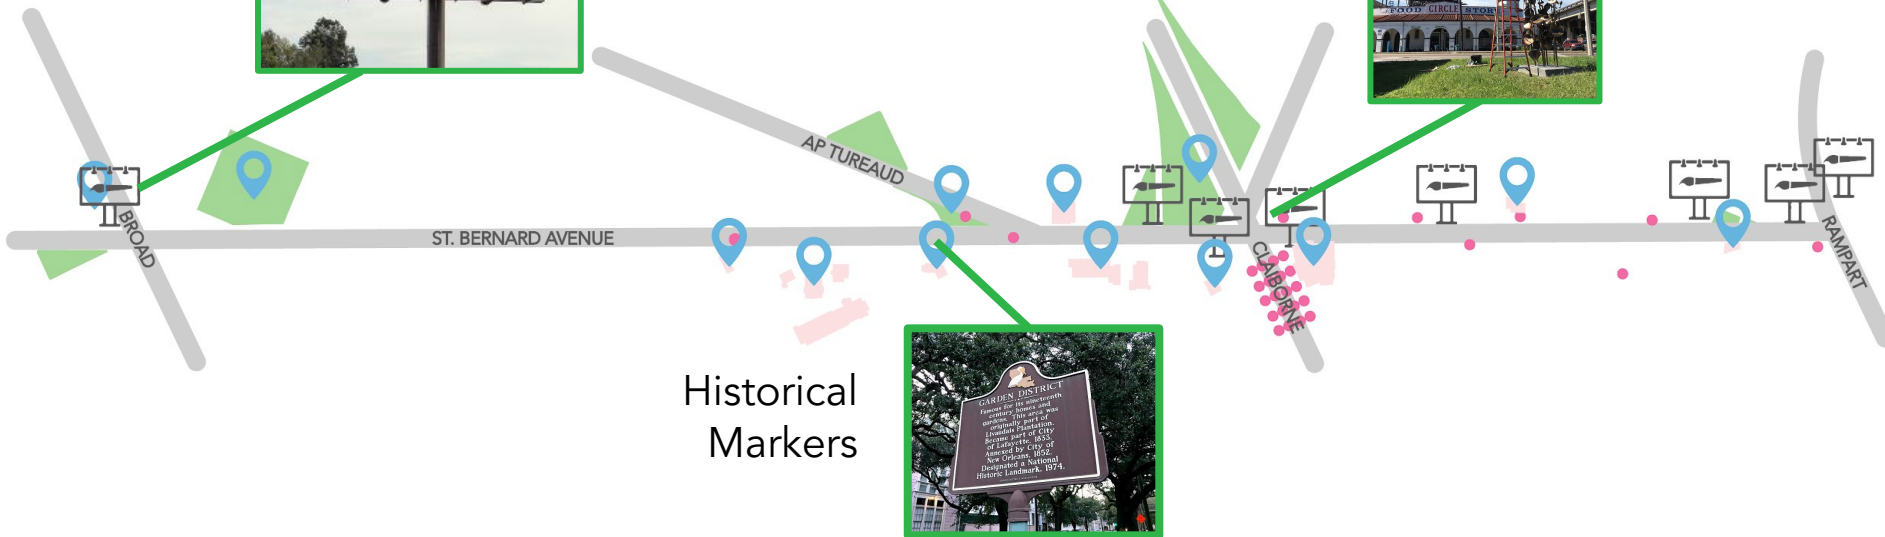 FOOD CIRCLE STORE
AP TUREAUD
BROAD
ST. BERNARD AVENUE
CLAIBORNE
RAMPART
Historical
Markers
GARDEN DISTRICT
Famous for its nineteenth
century homes and
gardens. This area was
originally part of
Livaudais Plantation.
Became part of City
of Lafayette, 1833.
Annexed by City of
New Orleans, 1852.
Designated a National
Historic Landmark, 1974.